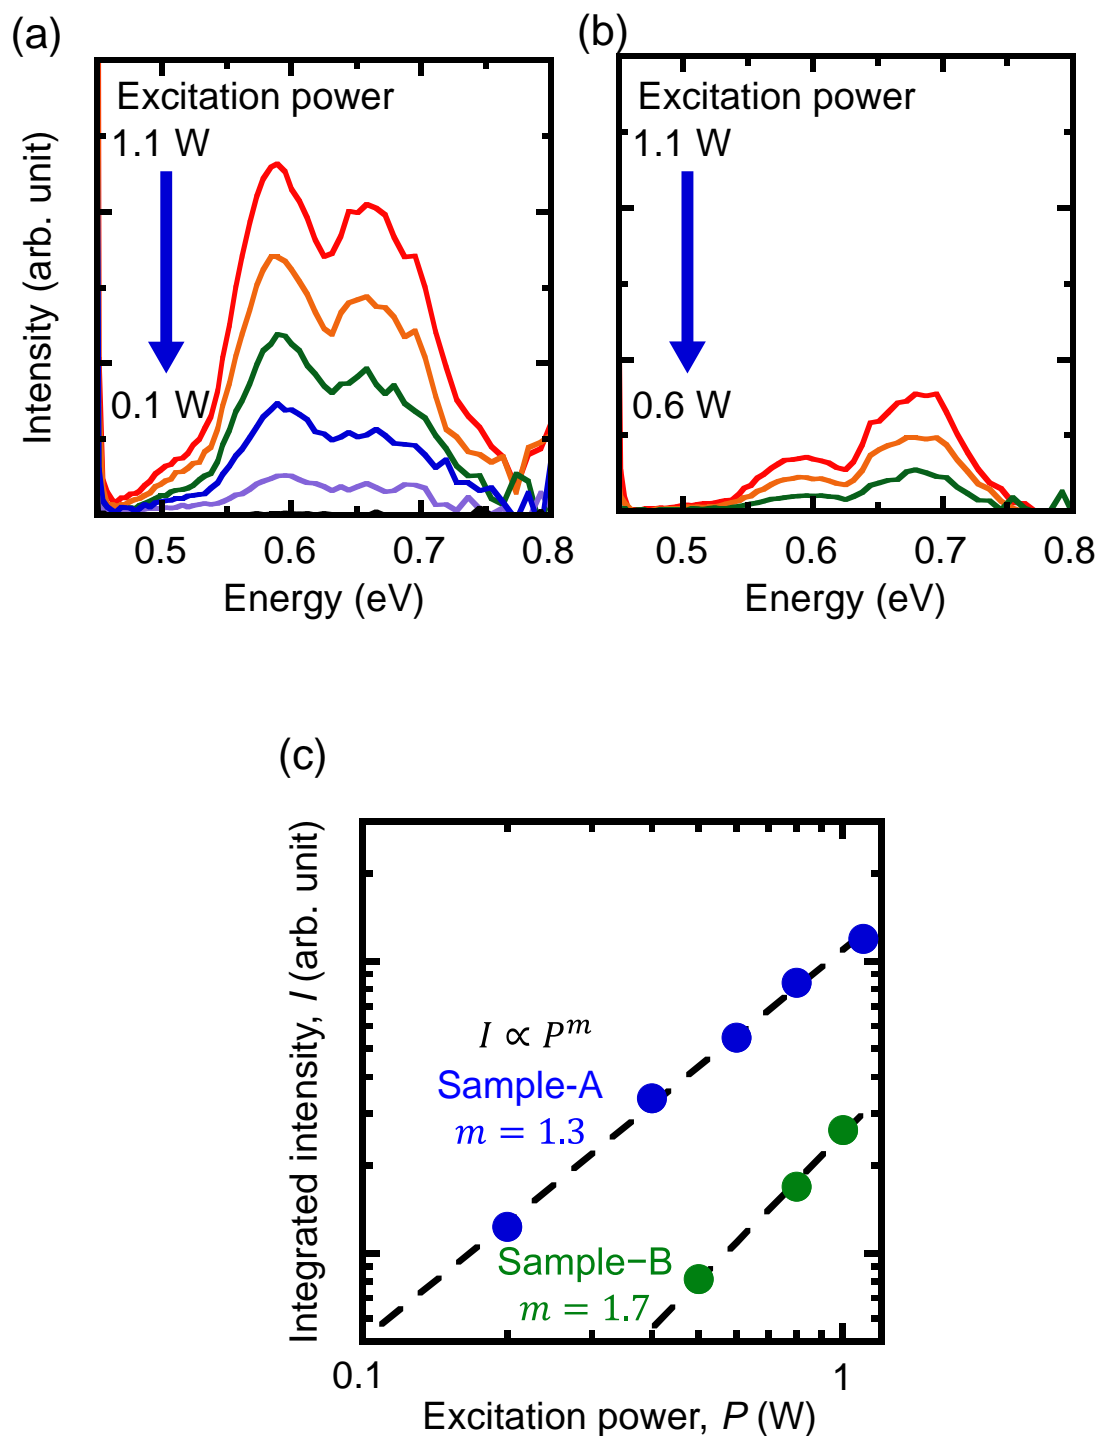 (a)
Excitation power
1.1 W
0.1 W
Intensity (arb. unit)
0.5 0.6 0.7 0.8
Energy (eV)
(b)
Excitation power
1.1 W
0.6 W
0.5 0.6 0.7 0.8
Energy (eV)
(c)
Integrated intensity, I (arb. unit)
I ∝ P^m
Sample-A
m = 1.3
Sample−B
m = 1.7
0.1 1
Excitation power, P (W)